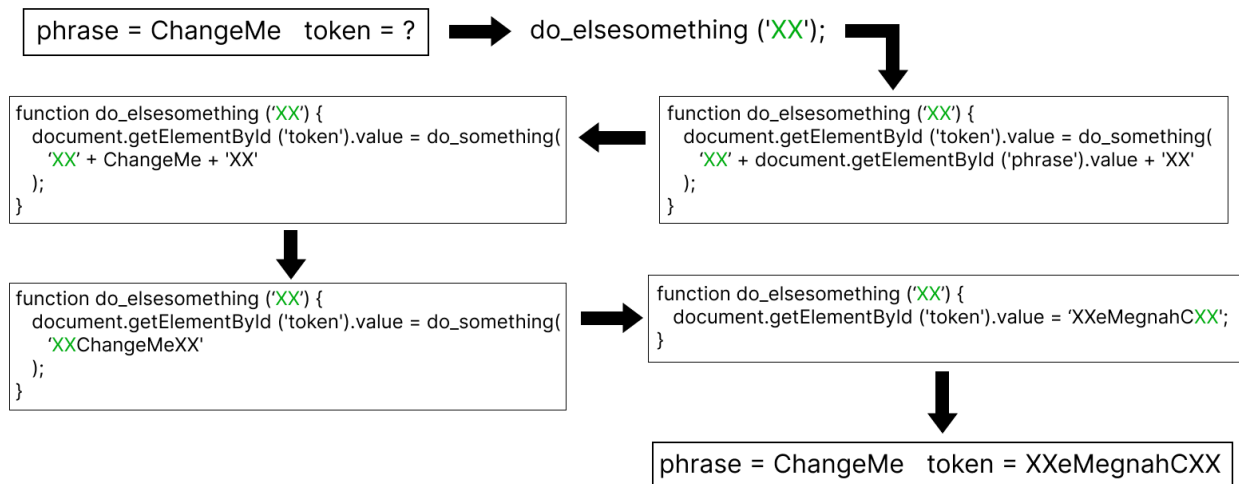 phrase = ChangeMe   token = ?
do_elsesomething ('XX');
function do_elsesomething (‘XX’) {
document.getElementById ('token').value = do_something(
‘XX’ + document.getElementById ('phrase').value + 'XX'
);
}
function do_elsesomething (‘XX’) {
document.getElementById ('token').value = do_something(
‘XX’ + ChangeMe + 'XX'
);
}
function do_elsesomething (‘XX’) {
document.getElementById ('token').value = do_something(
‘XXChangeMeXX'
);
}
function do_elsesomething (‘XX’) {
document.getElementById ('token').value = ‘XXeMegnahCXX';
}
phrase = ChangeMe   token = XXeMegnahCXX